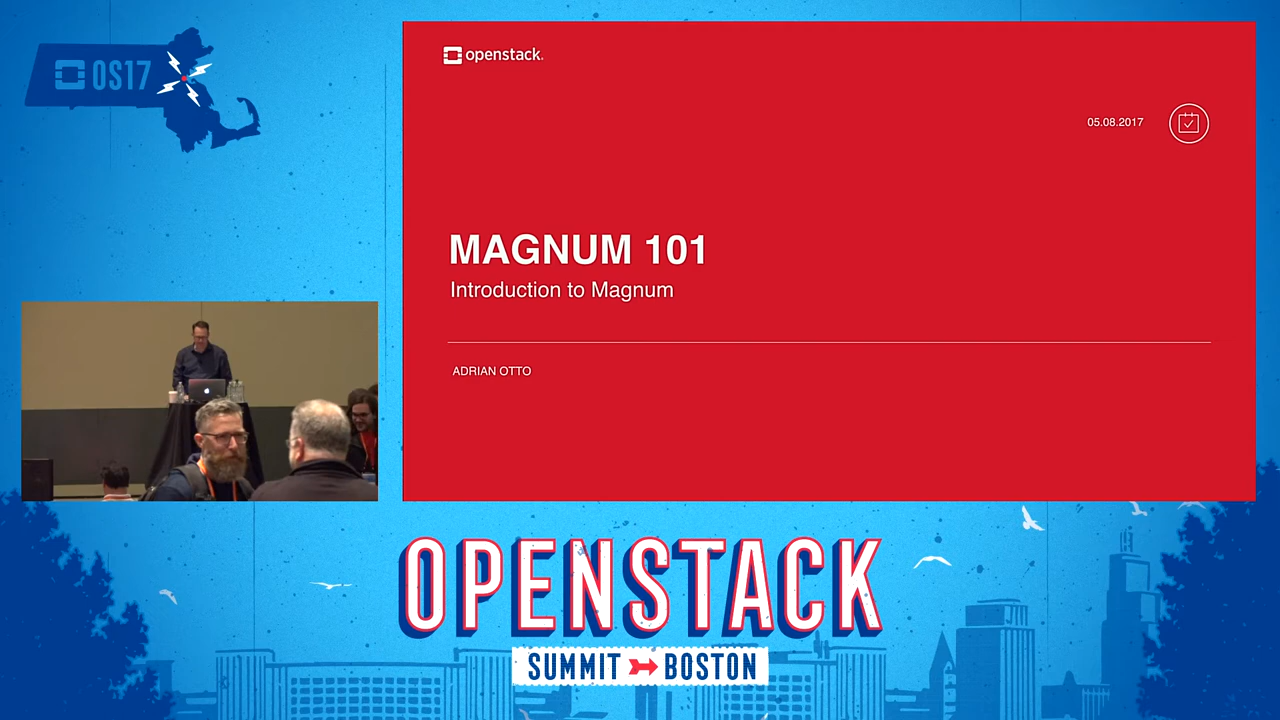 OS17
openstack.
05.08.2017
MAGNUM 101
Introduction to Magnum
ADRIAN OTTO
OPENSTACK
SUMMIT BOSTON